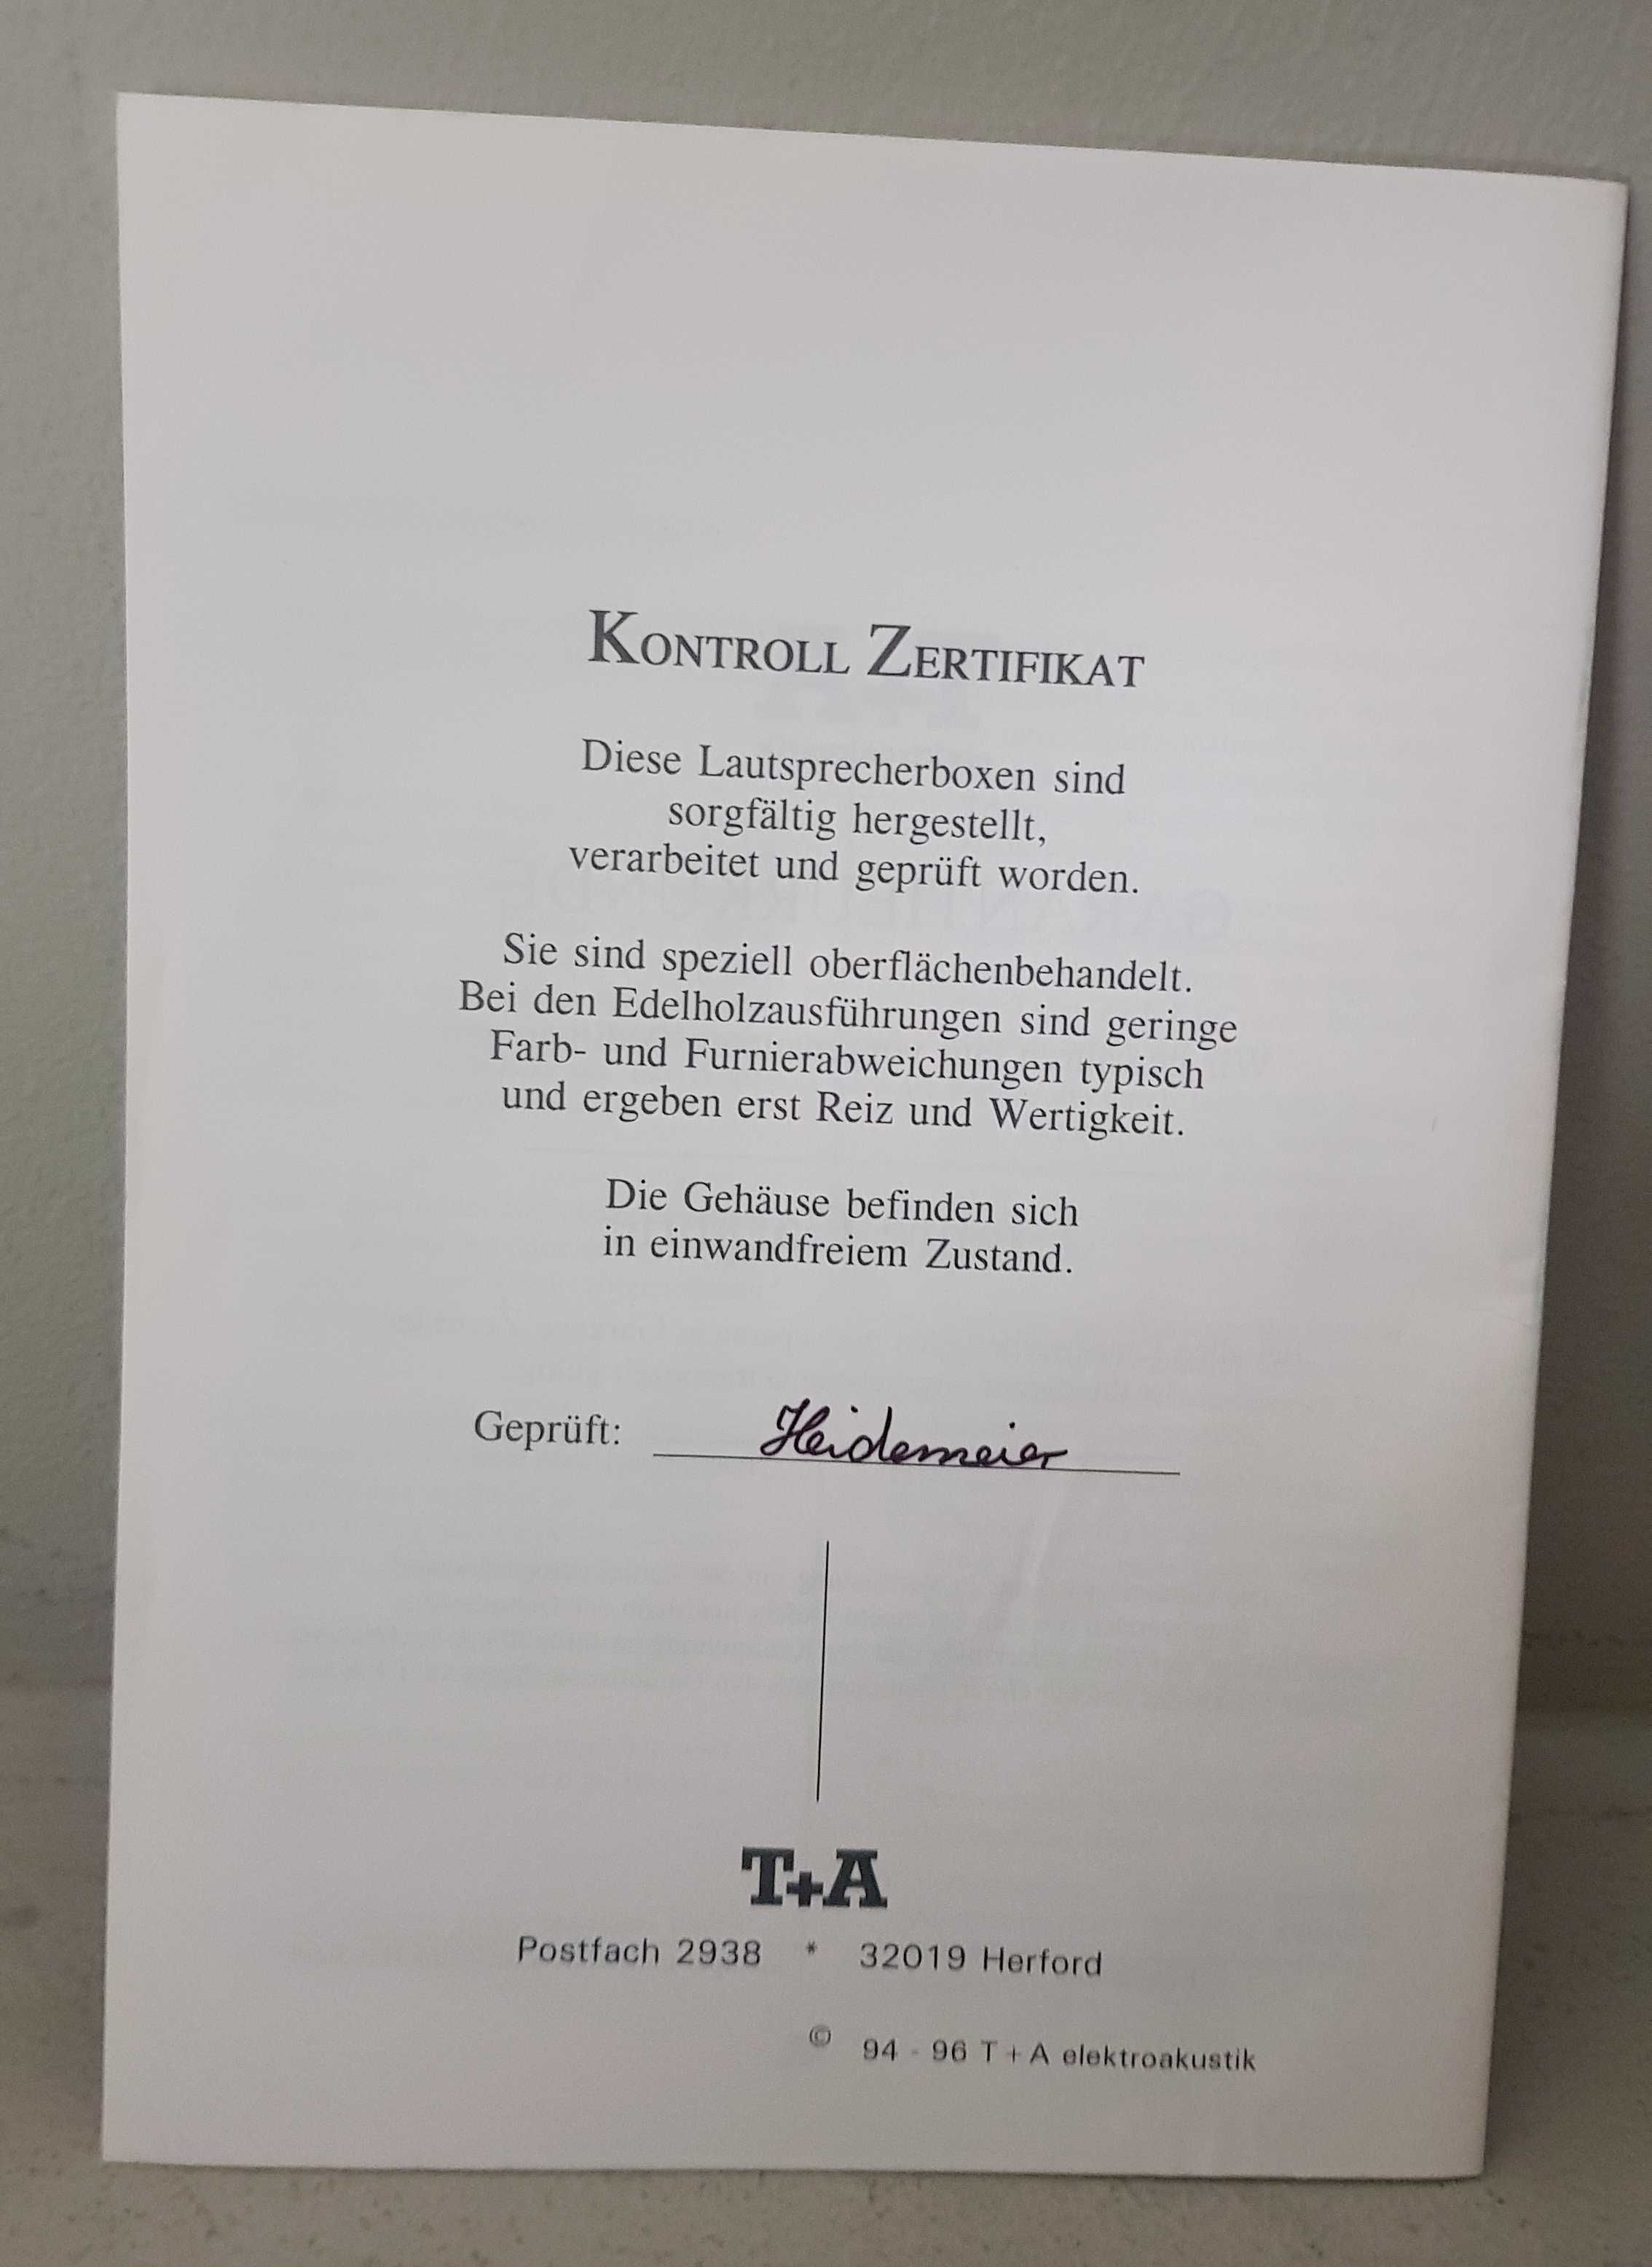 KONTROLL ZERTIFIKAT
Diese Lautsprecherboxen sind
sorgfältig hergestellt,
verarbeitet und geprüft worden.
Sie sind speziell oberflächenbehandelt.
Bei den Edelholzausführungen sind geringe
Farb- und Furnierabweichungen typisch
und ergeben erst Reiz und Wertigkeit.
Die Gehäuse befinden sich
in einwandfreiem Zustand.
Geprüft: Heidemeier
T+A
Postfach 2938 * 32019 Herford
© 94 - 96 T + A elektroakustik